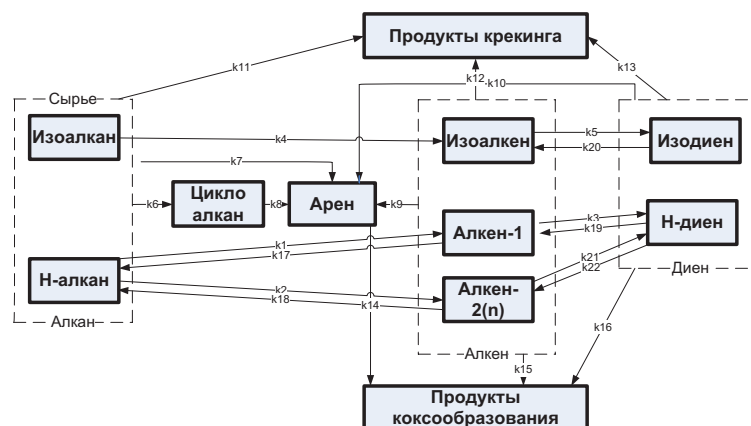 Продукты крекинга
k11
k12
k10
k13
Сырье
Изоалкан
k4
Изоалкен
k5
k20
Изодиен
k7
k6
Цикло
алкан
k8
Арен
k9
Алкен-1
k3
k19
Н-диен
k1
k17
Н-алкан
k2
k18
Алкен-
2(n)
k21
k22
Диен
Алкан
k14
Алкен
k15
k16
Продукты
коксообразования